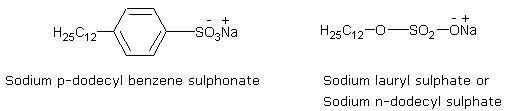 H25C12 SO3Na - +
H25C12—O—SO2—ONa - +
Sodium p-dodecyl benzene sulphonate
Sodium lauryl sulphate or
Sodium n-dodecyl sulphate